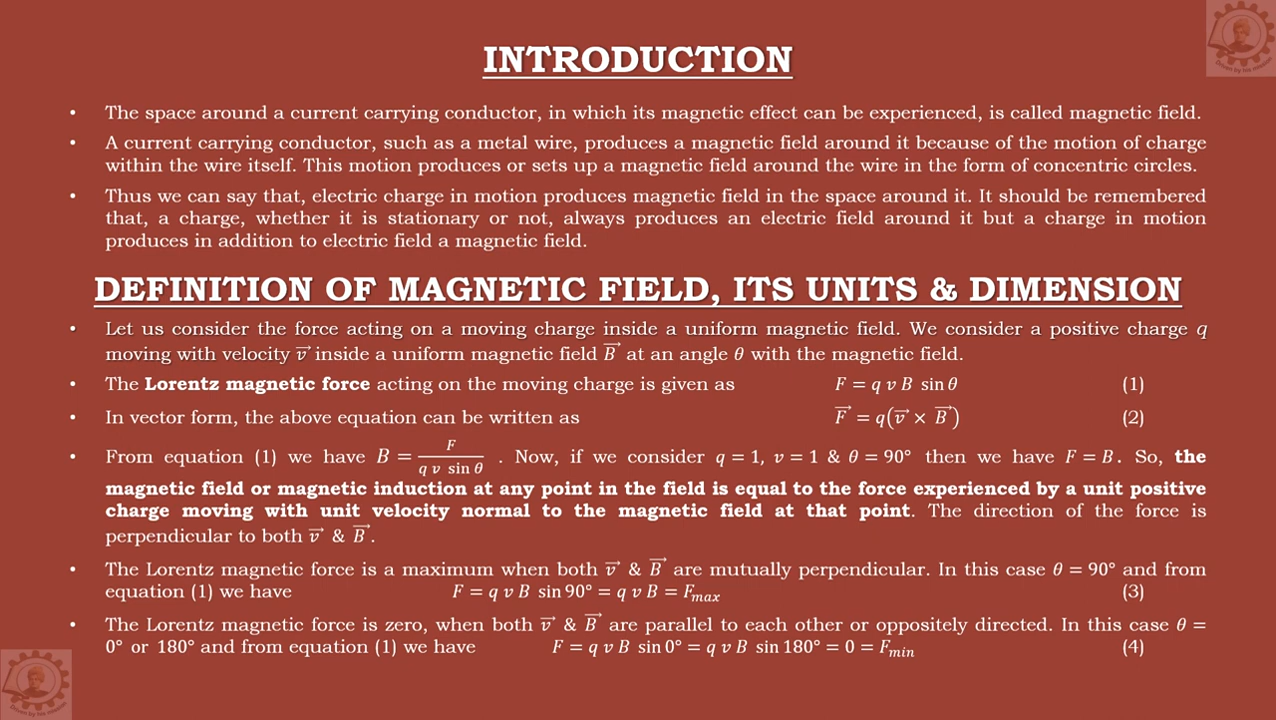 INTRODUCTION
• The space around a current carrying conductor, in which its magnetic effect can be experienced, is called magnetic field.
• A current carrying conductor, such as a metal wire, produces a magnetic field around it because of the motion of charge
within the wire itself. This motion produces or sets up a magnetic field around the wire in the form of concentric circles.
• Thus we can say that, electric charge in motion produces magnetic field in the space around it. It should be remembered
that, a charge, whether it is stationary or not, always produces an electric field around it but a charge in motion
produces in addition to electric field a magnetic field.
DEFINITION OF MAGNETIC FIELD, ITS UNITS & DIMENSION
• Let us consider the force acting on a moving charge inside a uniform magnetic field. We consider a positive charge q
moving with velocity v⃗ inside a uniform magnetic field B⃗ at an angle θ with the magnetic field.
• The Lorentz magnetic force acting on the moving charge is given as F = q v B sin θ (1)
• In vector form, the above equation can be written as F⃗ = q(v⃗ × B⃗) (2)
• From equation (1) we have B = F / (q v sin θ) . Now, if we consider q = 1, v = 1 & θ = 90° then we have F = B. So, the
magnetic field or magnetic induction at any point in the field is equal to the force experienced by a unit positive
charge moving with unit velocity normal to the magnetic field at that point. The direction of the force is
perpendicular to both v⃗ & B⃗.
• The Lorentz magnetic force is a maximum when both v⃗ & B⃗ are mutually perpendicular. In this case θ = 90° and from
equation (1) we have F = q v B sin 90° = q v B = Fmax (3)
• The Lorentz magnetic force is zero, when both v⃗ & B⃗ are parallel to each other or oppositely directed. In this case θ =
0° or 180° and from equation (1) we have F = q v B sin 0° = q v B sin 180° = 0 = Fmin (4)